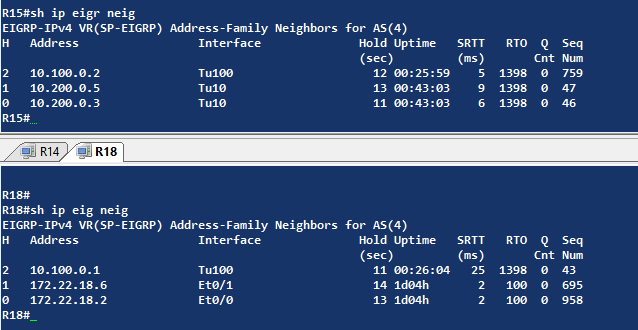 R15#sh ip eigr neig
EIGRP-IPv4 VR(SP-EIGRP) Address-Family Neighbors for AS(4)
H   Address                 Interface              Hold Uptime   SRTT   RTO  Q  Seq
                                                   (sec)         (ms)       Cnt Num
2   10.100.0.2              Tu100                    12 00:25:59    5  1398  0  759
1   10.200.0.5              Tu10                     13 00:43:03    9  1398  0  47
0   10.200.0.3              Tu10                     11 00:43:03    6  1398  0  46
R15#
R14 R18
R18#
R18#sh ip eig neig
EIGRP-IPv4 VR(SP-EIGRP) Address-Family Neighbors for AS(4)
H   Address                 Interface              Hold Uptime   SRTT   RTO  Q  Seq
                                                   (sec)         (ms)       Cnt Num
2   10.100.0.1              Tu100                    11 00:26:04   25  1398  0  43
1   172.22.18.6             Et0/1                    14 1d04h       2   100  0  695
0   172.22.18.2             Et0/0                    13 1d04h       2   100  0  958
R18#